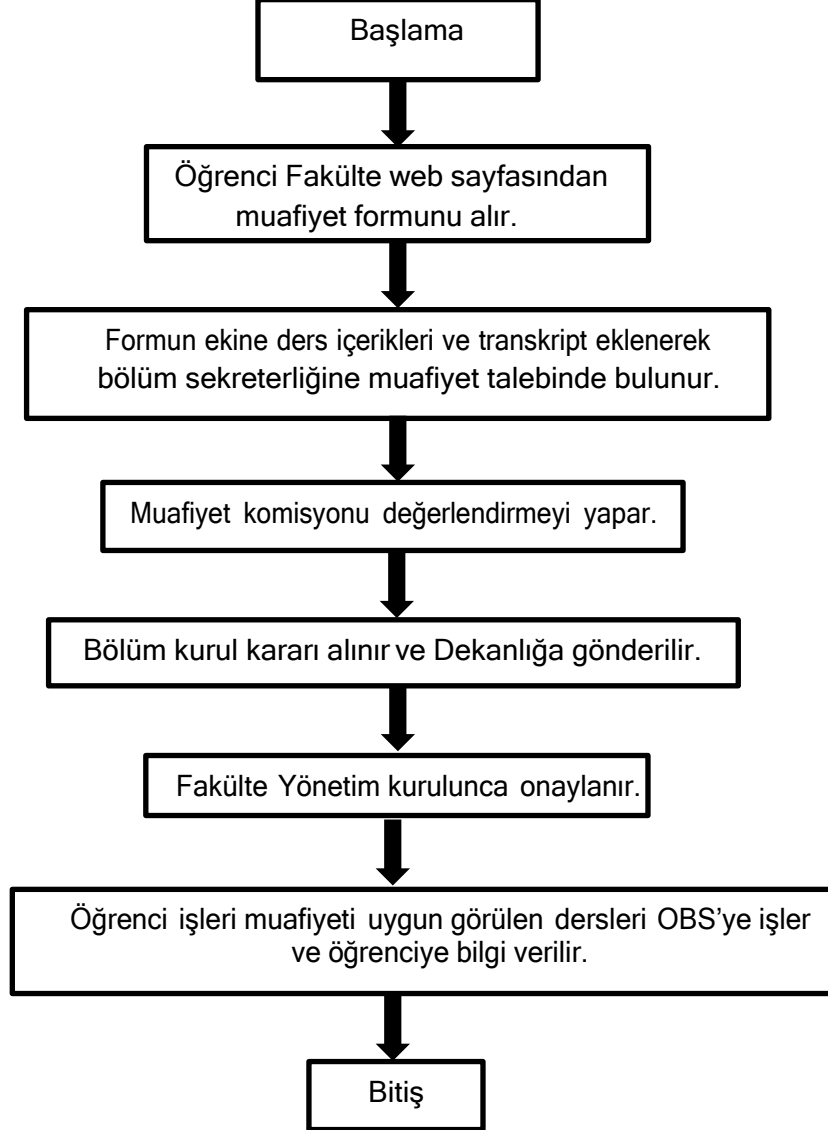 Başlama
Öğrenci Fakülte web sayfasından
muafiyet formunu alır.
Formun ekine ders içerikleri ve transkript eklenerek
bölüm sekreterliğine muafiyet talebinde bulunur.
Muafiyet komisyonu değerlendirmeyi yapar.
Bölüm kurul kararı alınır ve Dekanlığa gönderilir.
Fakülte Yönetim kurulunca onaylanır.
Öğrenci işleri muafiyeti uygun görülen dersleri OBS’ye işler
ve öğrenciye bilgi verilir.
Bitiş